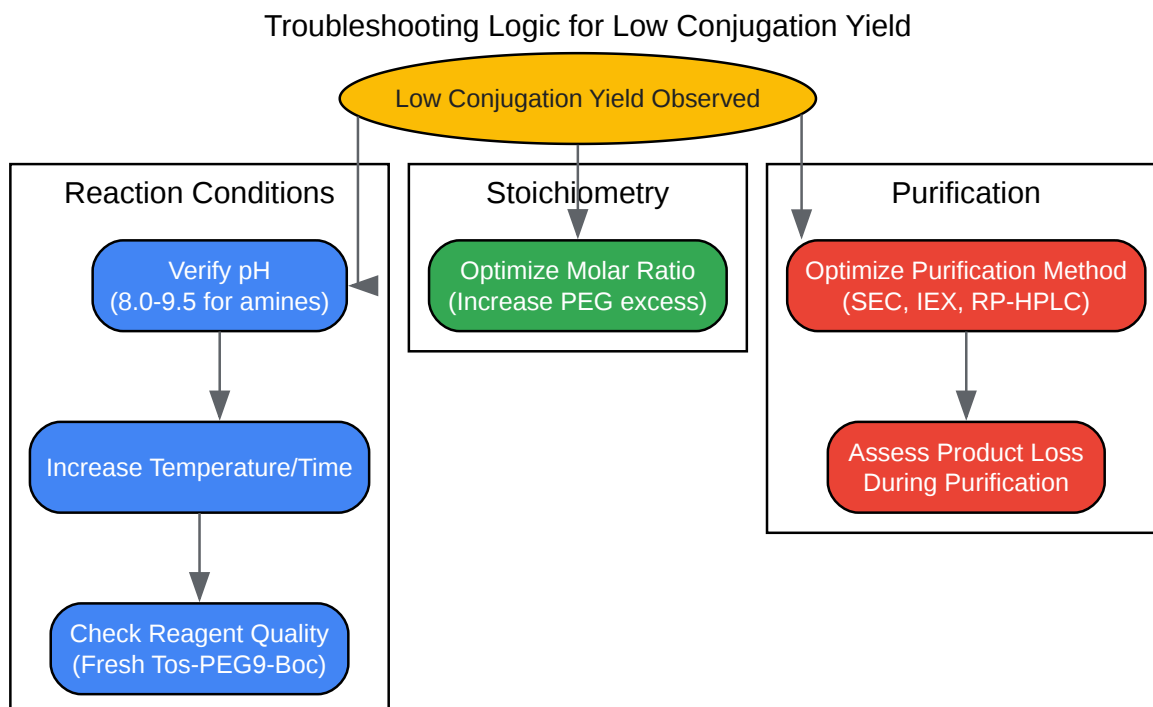 Troubleshooting Logic for Low Conjugation Yield
Low Conjugation Yield Observed
Reaction Conditions
Verify pH
(8.0-9.5 for amines)
Increase Temperature/Time
Check Reagent Quality
(Fresh Tos-PEG9-Boc)
Stoichiometry
Optimize Molar Ratio
(Increase PEG excess)
Purification
Optimize Purification Method
(SEC, IEX, RP-HPLC)
Assess Product Loss
During Purification